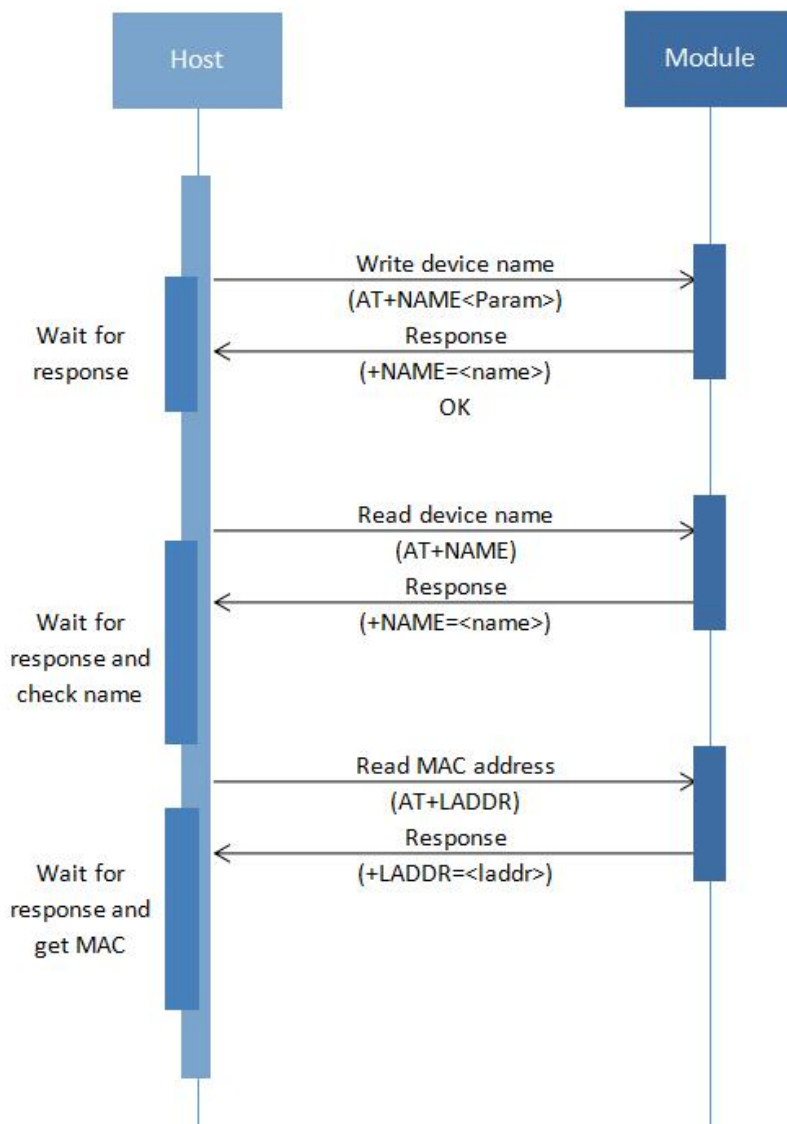 Host
Module
Write device name
(AT+NAME<Param>)
Wait for
response
Response
(+NAME=<name>)
OK
Read device name
(AT+NAME)
Response
(+NAME=<name>)
Wait for
response and
check name
Read MAC address
(AT+LADDR)
Response
(+LADDR=<laddr>)
Wait for
response and
get MAC